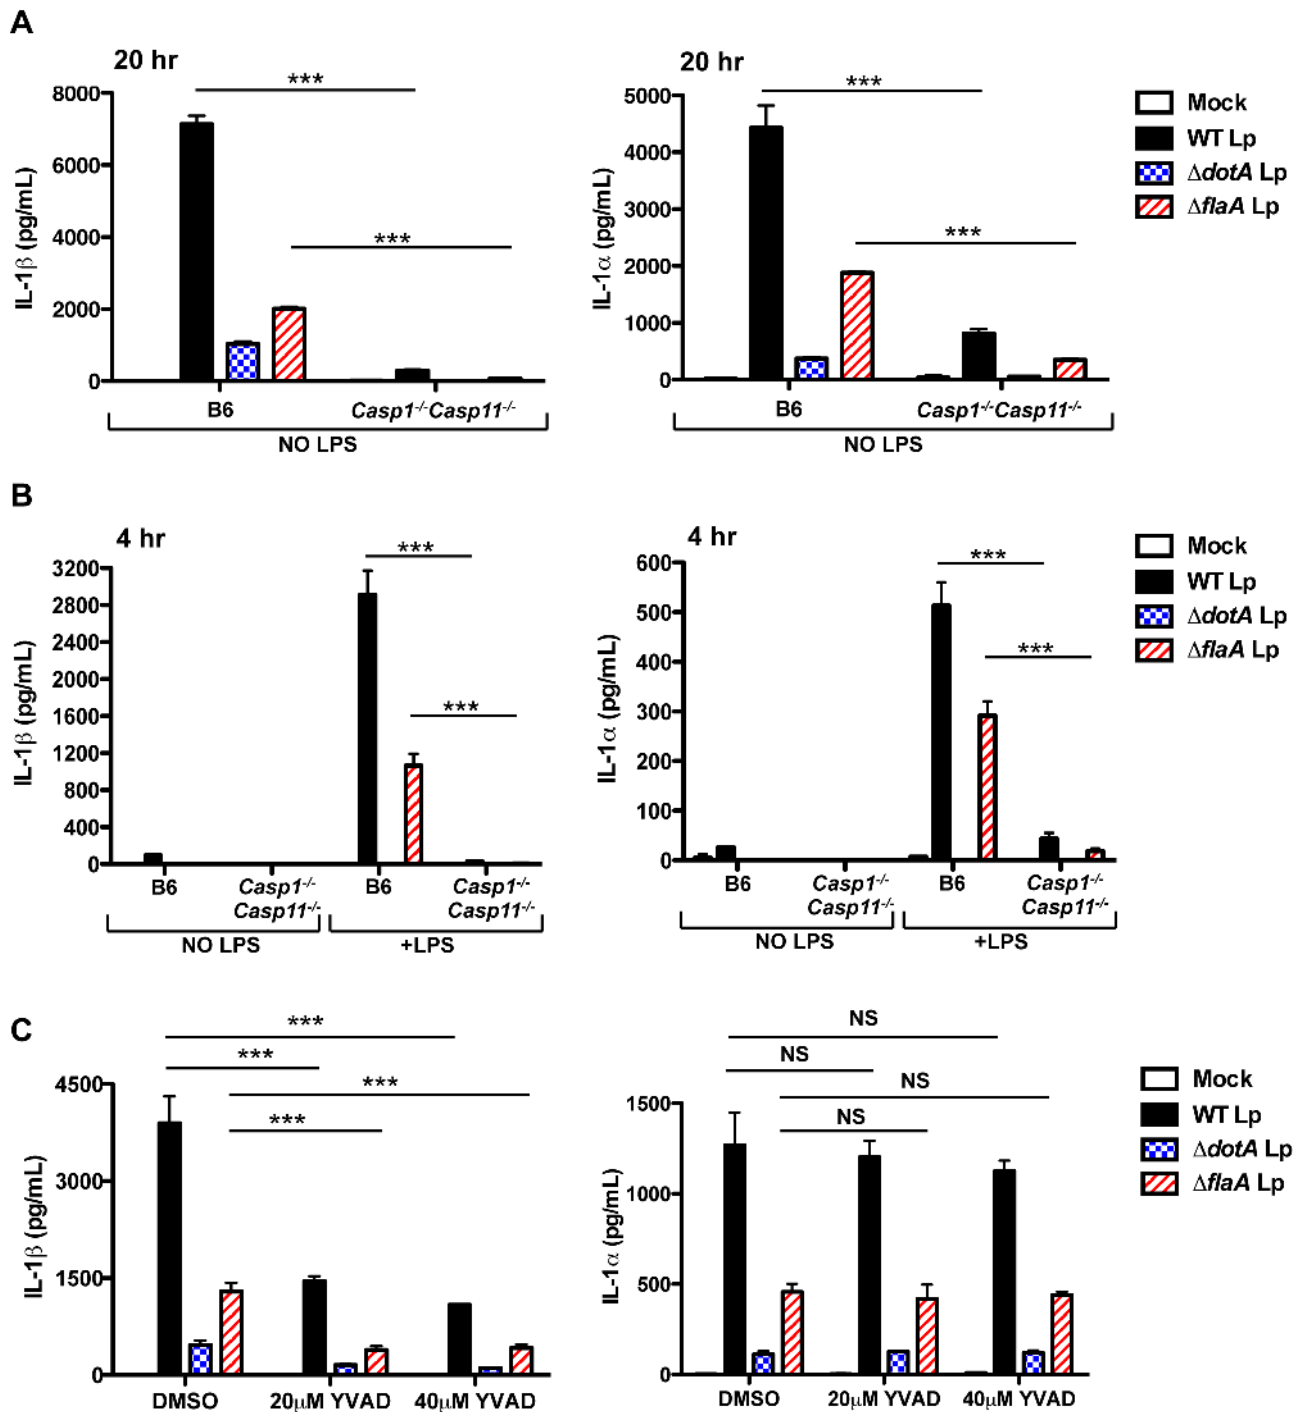 A
20 hr
***
***
8000
6000
4000
2000
0
IL-1β (pg/mL)
B6
Casp1-/-Casp11-/-
NO LPS
20 hr
***
***
5000
4000
3000
2000
1000
0
IL-1α (pg/mL)
B6
Casp1-/-Casp11-/-
NO LPS
Mock
WT Lp
ΔdotA Lp
ΔflaA Lp
B
4 hr
***
***
3200
2800
2400
2000
1600
1200
800
400
0
IL-1β (pg/mL)
B6
Casp1-/-
Casp11-/-
B6
Casp1-/-
Casp11-/-
NO LPS
+LPS
4 hr
***
***
600
500
400
300
200
100
0
IL-1α (pg/mL)
B6
Casp1-/-
Casp11-/-
B6
Casp1-/-
Casp11-/-
NO LPS
+LPS
Mock
WT Lp
ΔdotA Lp
ΔflaA Lp
C
***
***
***
***
4500
3000
1500
0
IL-1β (pg/mL)
DMSO
20μM YVAD
40μM YVAD
NS
NS
NS
NS
1500
1000
500
0
IL-1α (pg/mL)
DMSO
20μM YVAD
40μM YVAD
Mock
WT Lp
ΔdotA Lp
ΔflaA Lp